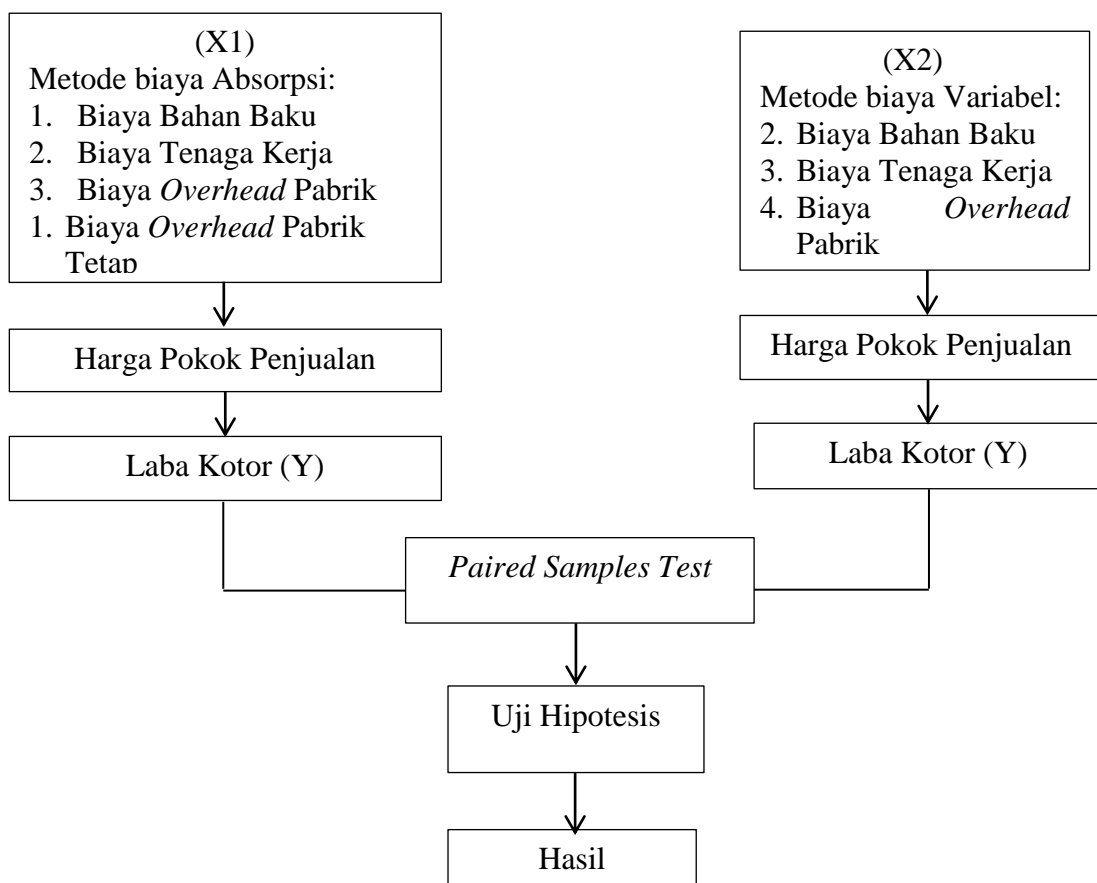 (X1)
Metode biaya Absorpsi:
1. Biaya Bahan Baku
2. Biaya Tenaga Kerja
3. Biaya Overhead Pabrik
1. Biaya Overhead Pabrik
Tetap
(X2)
Metode biaya Variabel:
2. Biaya Bahan Baku
3. Biaya Tenaga Kerja
4. Biaya Overhead
Pabrik
Harga Pokok Penjualan
Harga Pokok Penjualan
Laba Kotor (Y)
Laba Kotor (Y)
Paired Samples Test
Uji Hipotesis
Hasil